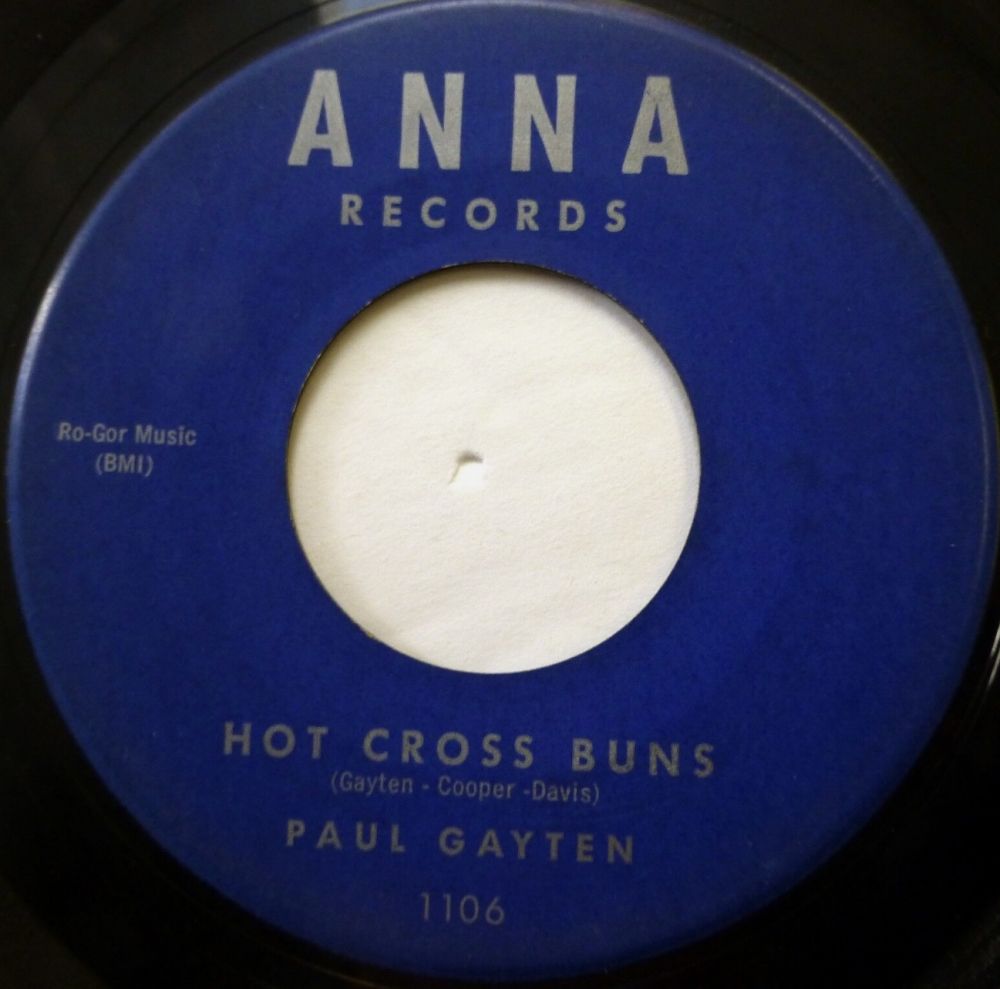 ANNA
RECORDS
Ro-Gor Music
(BMI)
HOT CROSS BUNS
(Gayten - Cooper -Davis)
PAUL GAYTEN
1106